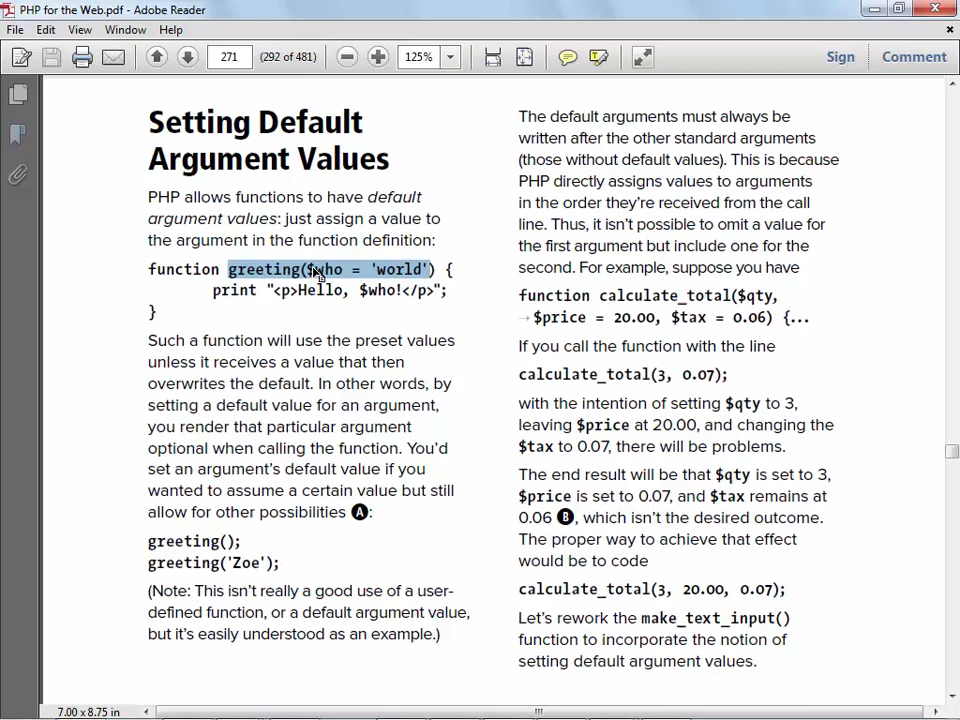 PHP for the Web.pdf - Adobe Reader
File Edit View Window Help
271 (292 of 481) 125% Sign Comment
Setting Default
Argument Values
PHP allows functions to have default
argument values: just assign a value to
the argument in the function definition:
function greeting($who = 'world') {
print "<p>Hello, $who!</p>";
}
Such a function will use the preset values
unless it receives a value that then
overwrites the default. In other words, by
setting a default value for an argument,
you render that particular argument
optional when calling the function. You'd
set an argument's default value if you
wanted to assume a certain value but still
allow for other possibilities A:
greeting();
greeting('Zoe');
(Note: This isn't really a good use of a user-
defined function, or a default argument value,
but it's easily understood as an example.)
The default arguments must always be
written after the other standard arguments
(those without default values). This is because
PHP directly assigns values to arguments
in the order they're received from the call
line. Thus, it isn't possible to omit a value for
the first argument but include one for the
second. For example, suppose you have
function calculate_total($qty,
→ $price = 20.00, $tax = 0.06) {...
If you call the function with the line
calculate_total(3, 0.07);
with the intention of setting $qty to 3,
leaving $price at 20.00, and changing the
$tax to 0.07, there will be problems.
The end result will be that $qty is set to 3,
$price is set to 0.07, and $tax remains at
0.06 B, which isn't the desired outcome.
The proper way to achieve that effect
would be to code
calculate_total(3, 20.00, 0.07);
Let's rework the make_text_input()
function to incorporate the notion of
setting default argument values.
7.00 x 8.75 in